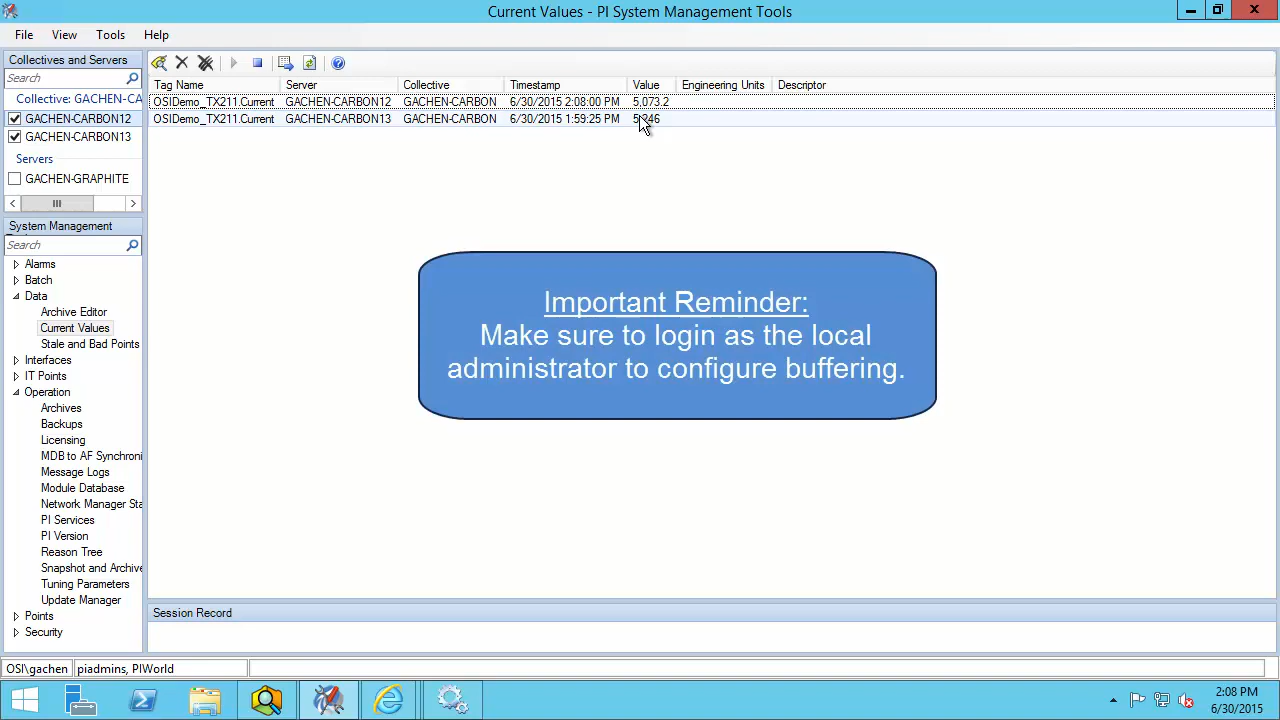 Current Values - PI System Management Tools
File View Tools Help
Collectives and Servers
Search
Collective: GACHEN-CA
GACHEN-CARBON12
GACHEN-CARBON13
Servers
GACHEN-GRAPHITE
System Management
Search
Alarms
Batch
Data
Archive Editor
Current Values
Stale and Bad Points
Interfaces
IT Points
Operation
Archives
Backups
Licensing
MDB to AF Synchroni
Message Logs
Module Database
Network Manager Sta
PI Services
PI Version
Reason Tree
Snapshot and Archive
Tuning Parameters
Update Manager
Points
Security
Tag Name Server Collective Timestamp Value Engineering Units Descriptor
OSIDemo_TX211.Current GACHEN-CARBON12 GACHEN-CARBON 6/30/2015 2:08:00 PM 5,073.2
OSIDemo_TX211.Current GACHEN-CARBON13 GACHEN-CARBON 6/30/2015 1:59:25 PM
Important Reminder:
Make sure to login as the local
administrator to configure buffering.
Session Record
OSI\gachen piadmins, PIWorld
2:08 PM
6/30/2015